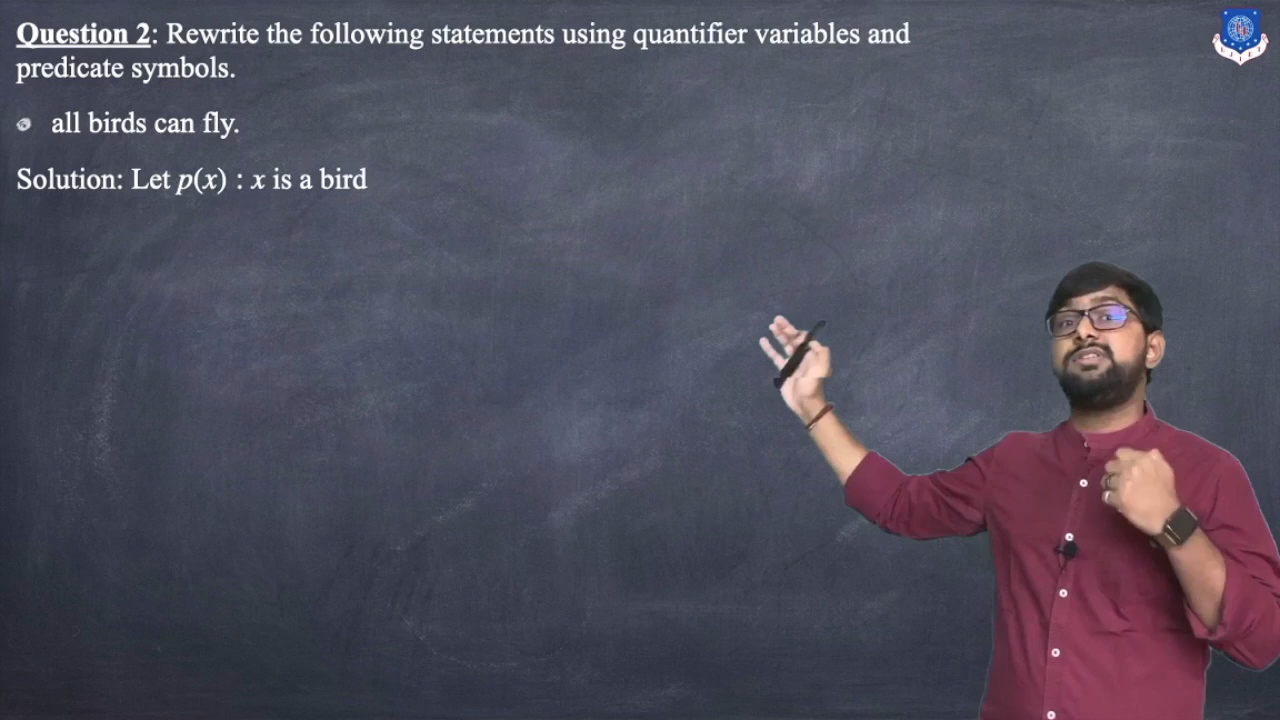 Question 2: Rewrite the following statements using quantifier variables and
predicate symbols.
all birds can fly.
Solution: Let p(x) : x is a bird